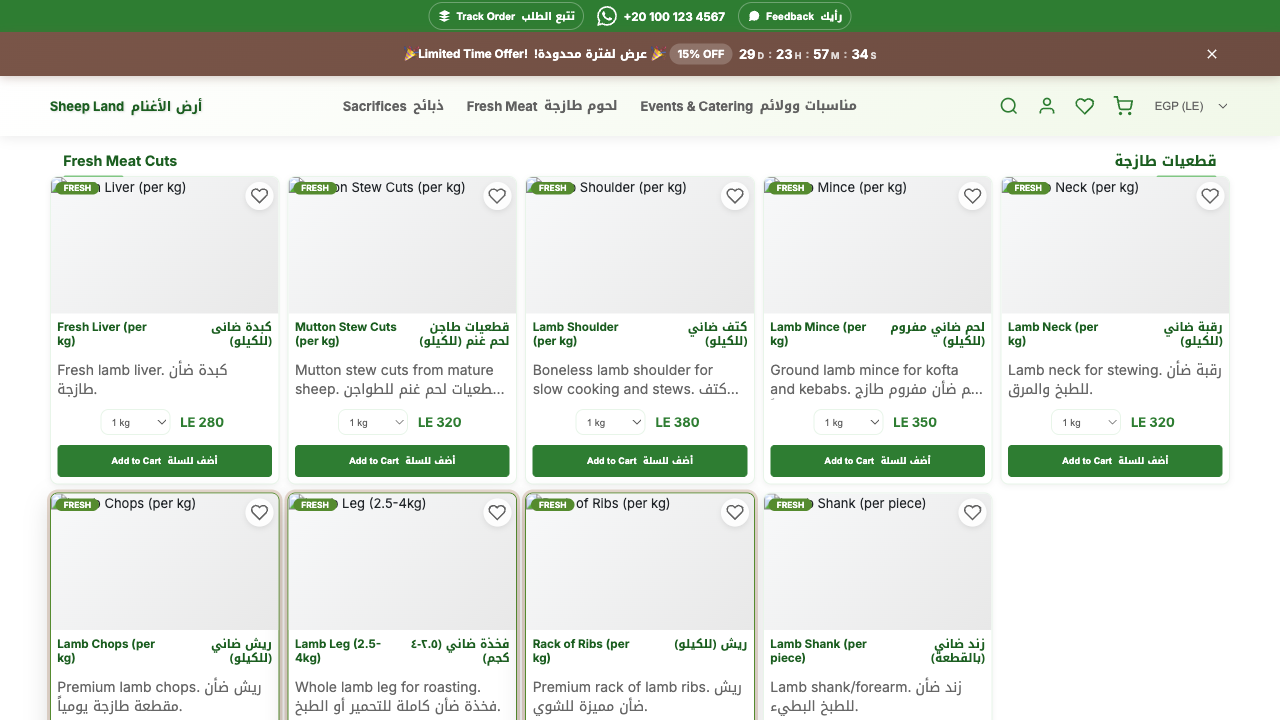 Track Order تتبع الطلب
+20 100 123 4567
Feedback رأيك
🎉Limited Time Offer! عرض لفترة محدودة! 🎉 15% OFF 29 D : 23 H : 57 M : 34 S
Sheep Land أرض الأغنام
Sacrifices ذبائح
Fresh Meat لحوم طازجة
Events & Catering مناسبات وولائم
EGP (LE)
Fresh Meat Cuts
قطعيات طازجة
FRESH
Liver (per kg)
Fresh Liver (per kg)
كبدة ضانى (للكيلو)
Fresh lamb liver. كبدة ضأن
طازجة.
1 kg
LE 280
Add to Cart أضف للسلة
FRESH
on Stew Cuts (per kg)
Mutton Stew Cuts (per kg)
قطعيات طاجن لحم غنم (للكيلو)
Mutton stew cuts from mature
sheep. طعيات لحم غنم للطواجن...
1 kg
LE 320
Add to Cart أضف للسلة
FRESH
Shoulder (per kg)
Lamb Shoulder (per kg)
كتف ضاني (للكيلو)
Boneless lamb shoulder for
slow cooking and stews. كتف...
1 kg
LE 380
Add to Cart أضف للسلة
FRESH
Mince (per kg)
Lamb Mince (per kg)
لحم ضاني مفروم (للكيلو)
Ground lamb mince for kofta
and kebabs. م ضأن مفروم طازج...
1 kg
LE 350
Add to Cart أضف للسلة
FRESH
Neck (per kg)
Lamb Neck (per kg)
رقبة ضاني (للكيلو)
Lamb neck for stewing. رقبة ضأن
للطبخ والمرق.
1 kg
LE 320
Add to Cart أضف للسلة
FRESH
Chops (per kg)
Lamb Chops (per kg)
ريش ضاني (للكيلو)
Premium lamb chops. ريش ضأن
مقطعة طازجة يومياً.
FRESH
Leg (2.5-4kg)
Lamb Leg (2.5-4kg)
فخذة ضاني (٢.٥-٤ كجم)
Whole lamb leg for roasting.
فخذة ضأن كاملة للتحمير أو الطبخ.
FRESH
of Ribs (per kg)
Rack of Ribs (per kg)
ريش (للكيلو)
Premium rack of lamb ribs. ريش
ضأن مميزة للشوي.
FRESH
Shank (per piece)
Lamb Shank (per piece)
زند ضاني (بالقطعة)
Lamb shank/forearm. زند ضأن
للطبخ البطيء.